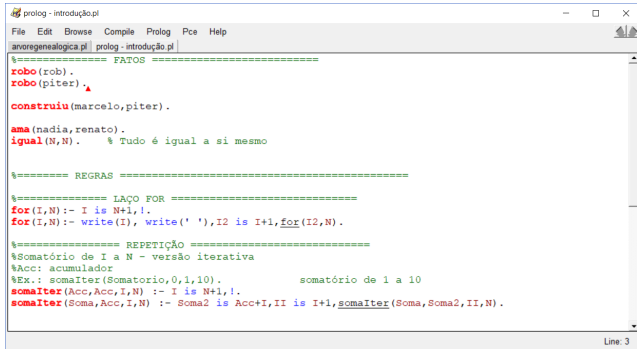 prolog - introdução.pl
File Edit Browse Compile Prolog Pce Help
arvoregenealogica.pl prolog - introdução.pl
%============== FATOS ==========================
robo(rob).
robo(piter).
construiu(marcelo,piter).
ama(nadia,renato).
igual(N,N). % Tudo é igual a si mesmo
%======== REGRAS =============================================
%============== LAÇO FOR =============================
for(I,N):- I is N+1,!.
for(I,N):- write(I), write(' '),I2 is I+1,for(I2,N).
%================ REPETIÇÃO ============================
%Somatório de I a N - versão iterativa
%Acc: acumulador
%Ex.: somaIter(Somatorio,0,1,10). somatório de 1 a 10
somaIter(Acc,Acc,I,N) :- I is N+1,!.
somaIter(Soma,Acc,I,N) :- Soma2 is Acc+I,II is I+1,somaIter(Soma,Soma2,II,N).
Line: 3